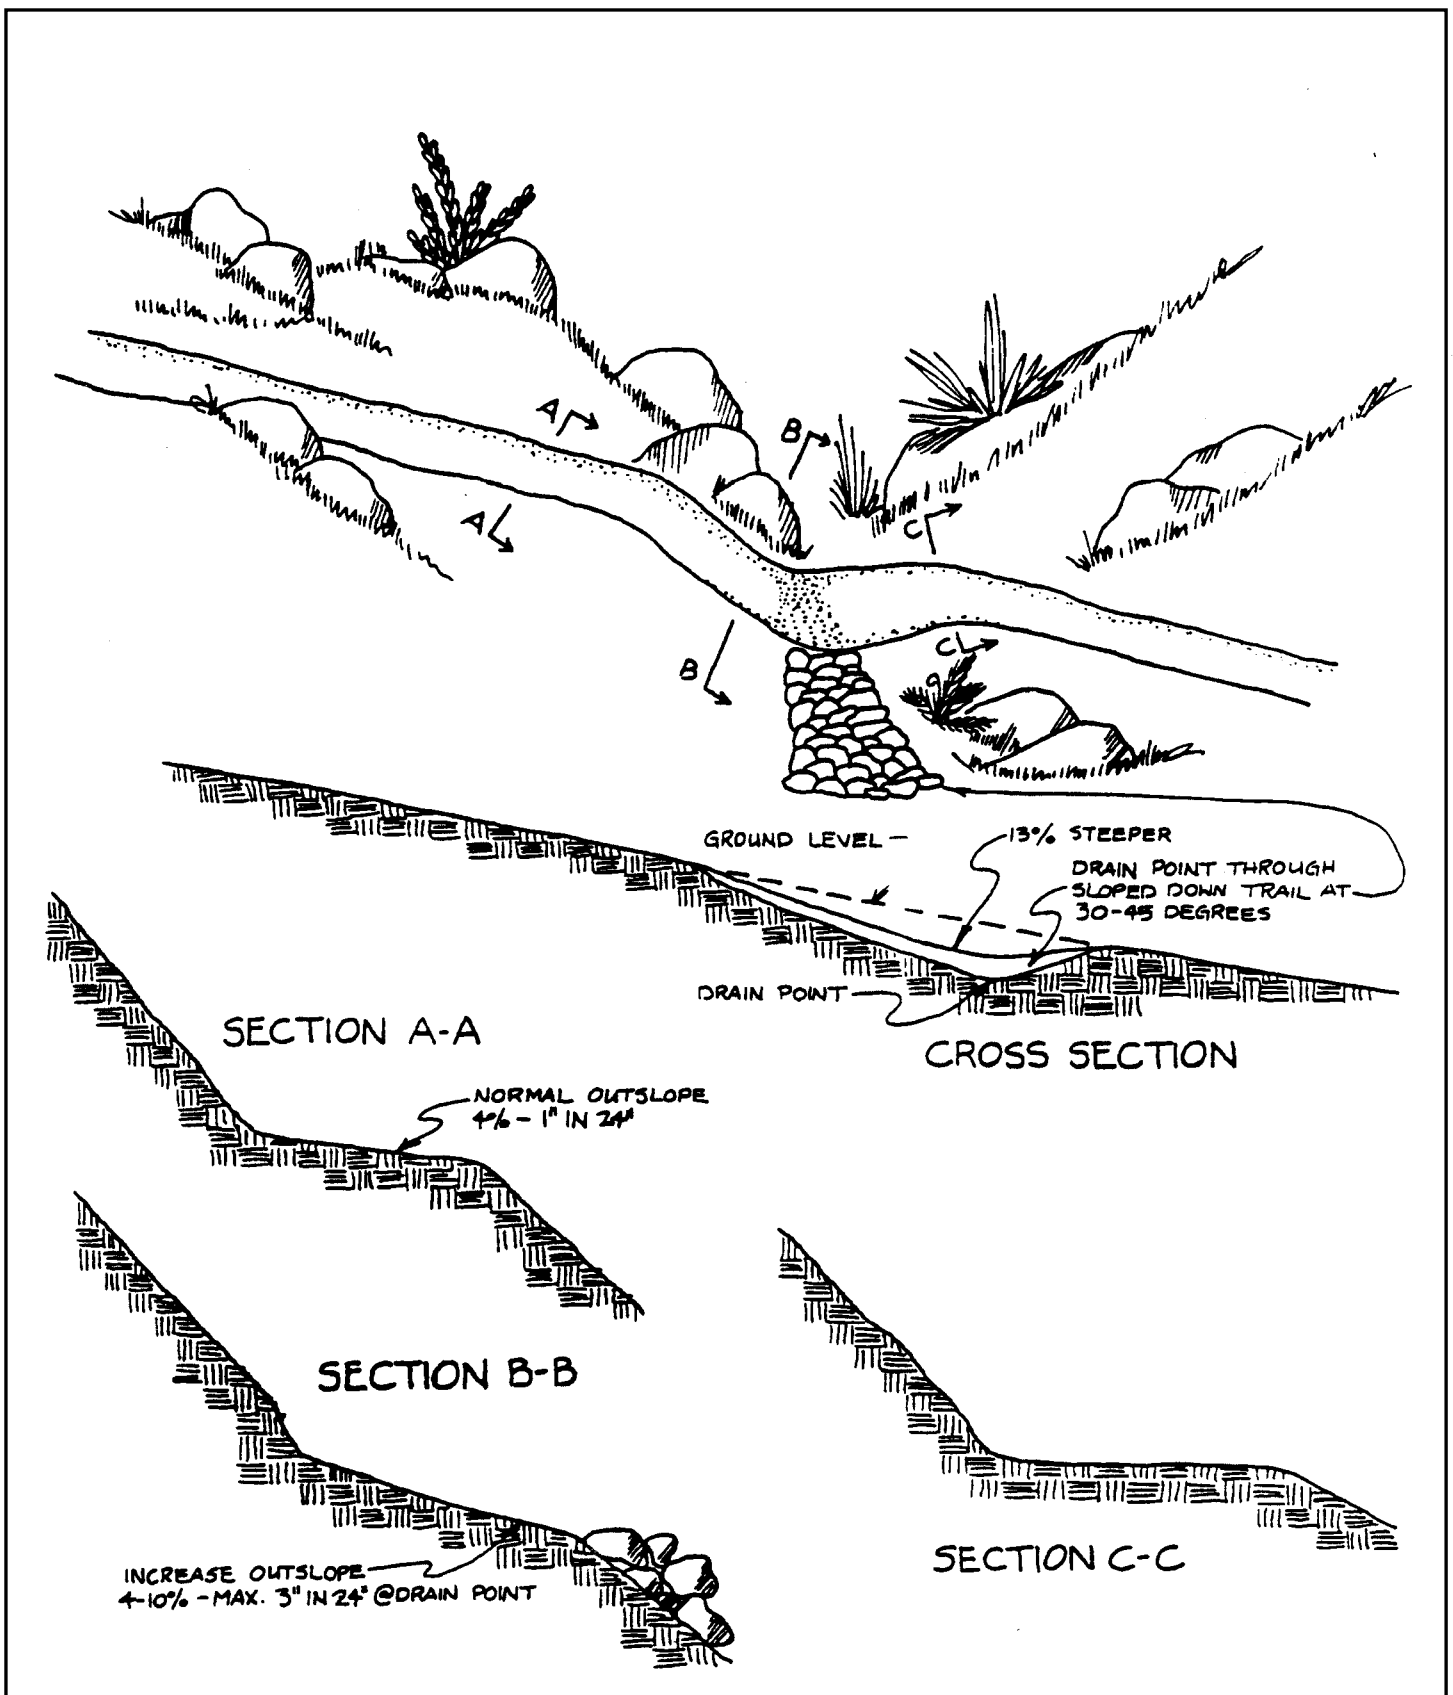 A
B
A
C
C
B
GROUND LEVEL
13% STEEPER
DRAIN POINT THROUGH
SLOPED DOWN TRAIL AT
30-45 DEGREES
DRAIN POINT
SECTION A-A
CROSS SECTION
NORMAL OUTSLOPE
4% - 1" IN 24"
SECTION B-B
SECTION C-C
INCREASE OUTSLOPE
4-10% - MAX. 3" IN 24" @ DRAIN POINT